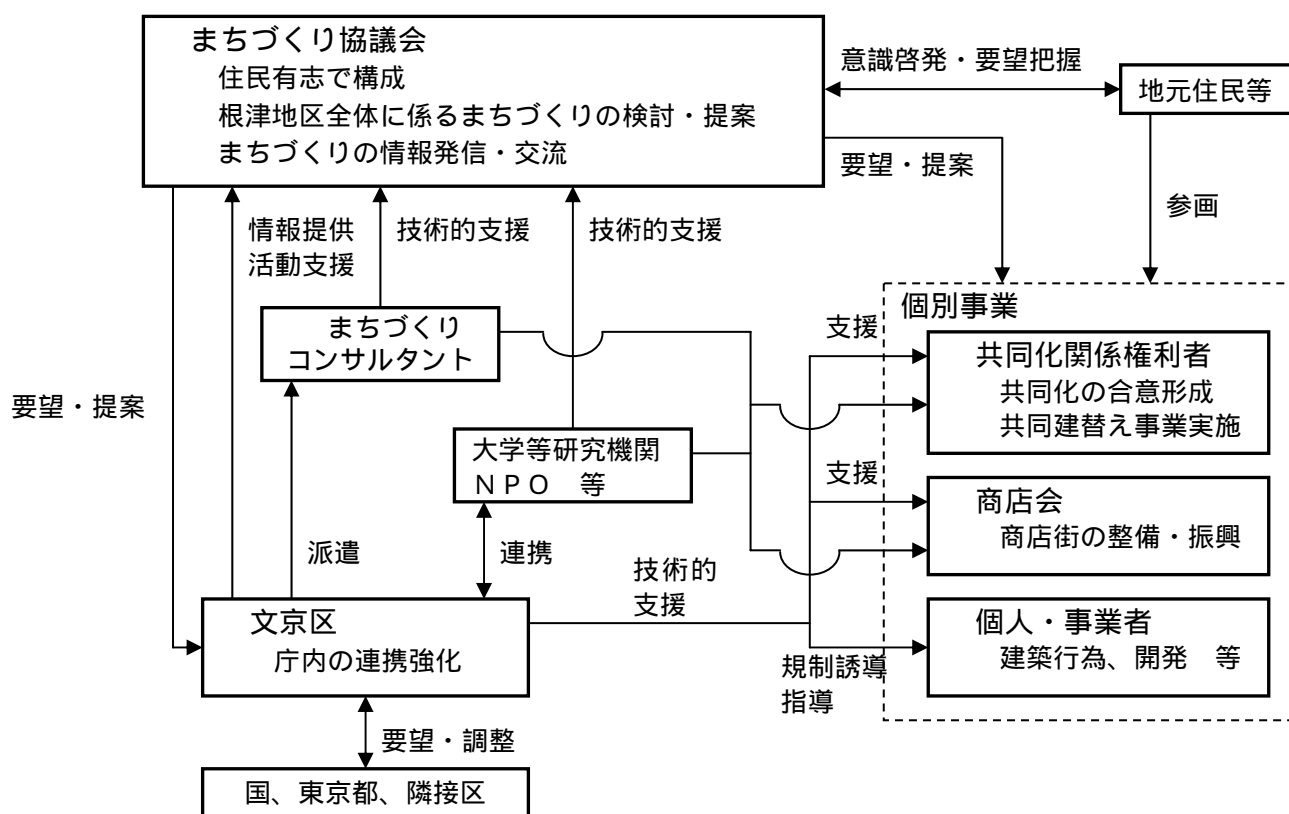 まちづくり協議会
住民有志で構成
根津地区全体に係るまちづくりの検討・提案
まちづくりの情報発信・交流
意識啓発・要望把握
地元住民等
要望・提案
参画
情報提供
活動支援
技術的支援
技術的支援
個別事業
まちづくり
コンサルタント
支援
共同化関係権利者
共同化の合意形成
共同建替え事業実施
要望・提案
大学等研究機関
ＮＰＯ　等
支援
商店会
商店街の整備・振興
派遣
連携
技術的
支援
文京区
庁内の連携強化
個人・事業者
建築行為、開発　等
規制誘導
指導
要望・調整
国、東京都、隣接区